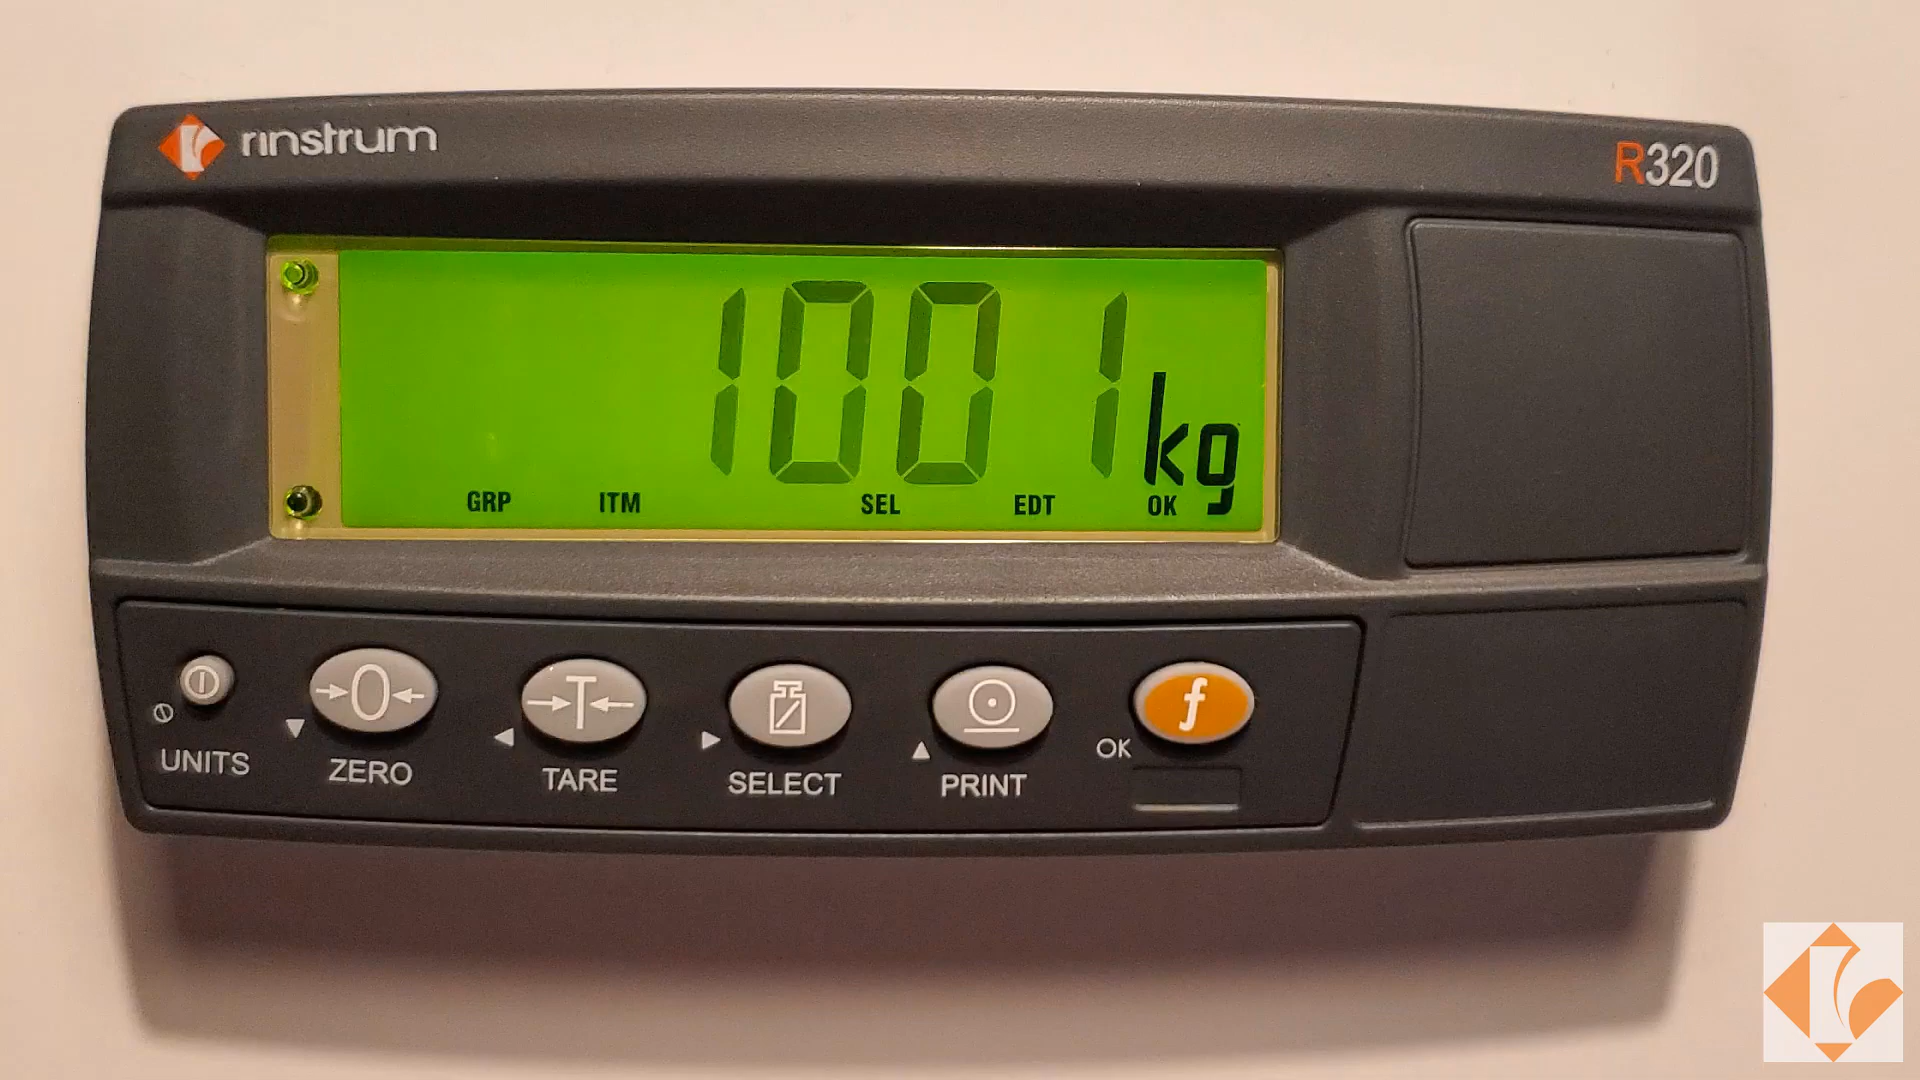 rinstrum
R320
1001 kg
GRP ITM SEL EDT OK
UNITS
ZERO
T
TARE
SELECT
PRINT
OK
f